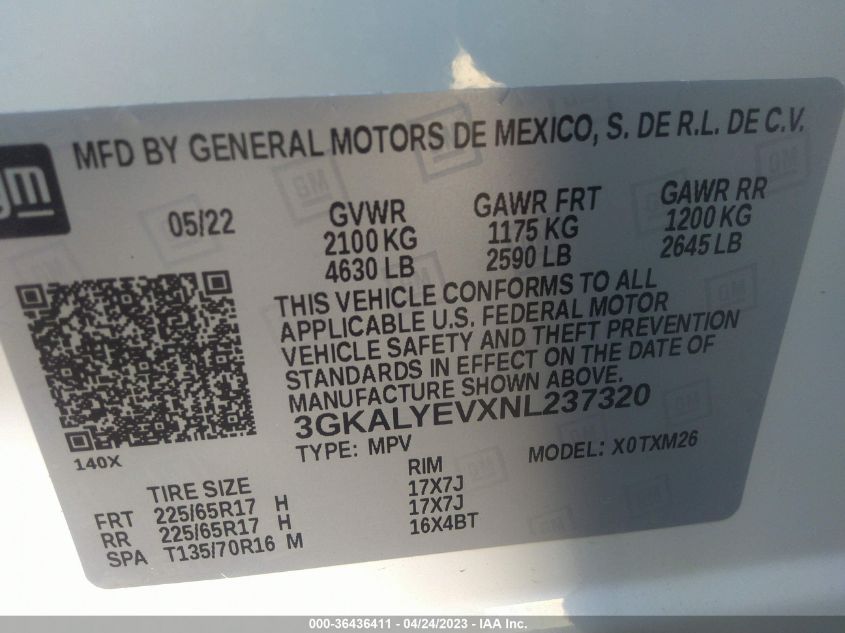 gm
MFD BY GENERAL MOTORS DE MEXICO, S. DE R.L. DE C.V.
05/22
GVWR
2100 KG
4630 LB
GAWR FRT
1175 KG
2590 LB
GAWR RR
1200 KG
2645 LB
THIS VEHICLE CONFORMS TO ALL
APPLICABLE U.S. FEDERAL MOTOR
VEHICLE SAFETY AND THEFT PREVENTION
STANDARDS IN EFFECT ON THE DATE OF
MANUFACTURE SHOWN ABOVE.
3GKALYEVXNL237320
TYPE: MPV MODEL: X0TXM26
140X
TIRE SIZE RIM
FRT 225/65R17 H 17X7J
RR 225/65R17 H 17X7J
SPA T135/70R16 M 16X4BT
000-36436411 - 04/24/2023 - IAA, Inc.